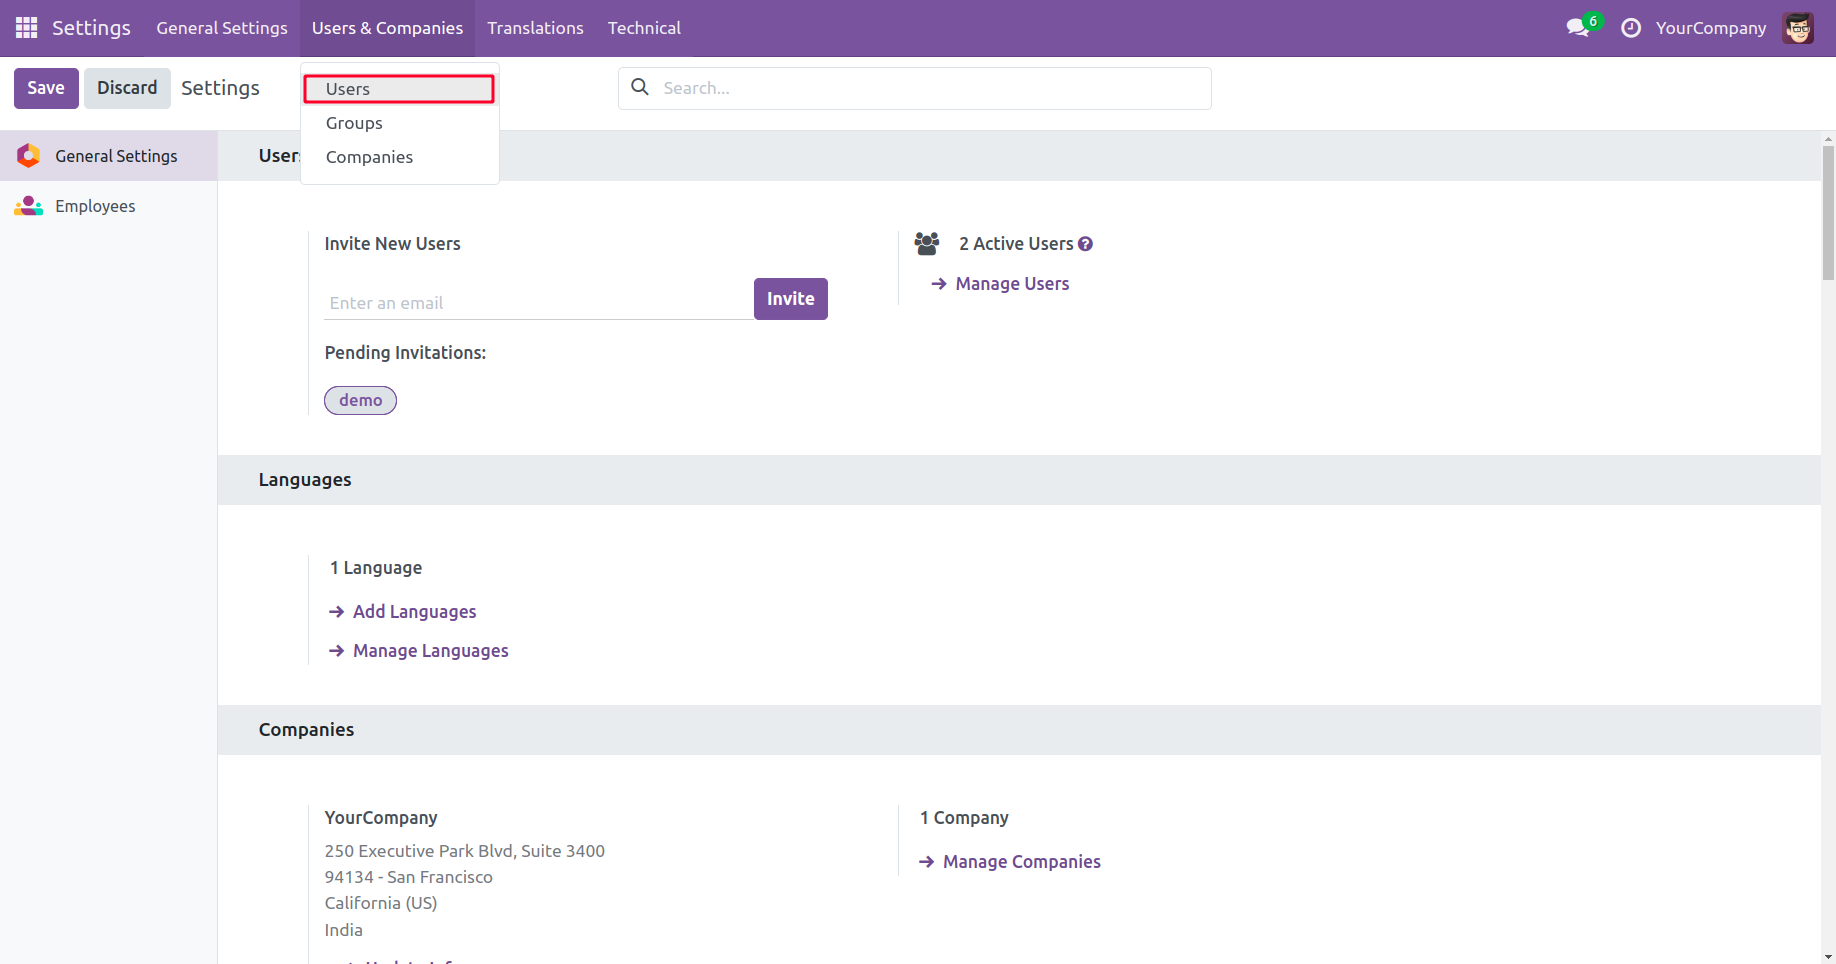 Settings
General Settings
Users & Companies
Translations
Technical
6
YourCompany
Save
Discard
Settings
Users
Groups
Companies
Search...
General Settings
Employees
Invite New Users
Enter an email
Invite
Pending Invitations:
demo
2 Active Users
Manage Users
Languages
1 Language
Add Languages
Manage Languages
Companies
YourCompany
250 Executive Park Blvd, Suite 3400
94134 - San Francisco
California (US)
India
1 Company
Manage Companies